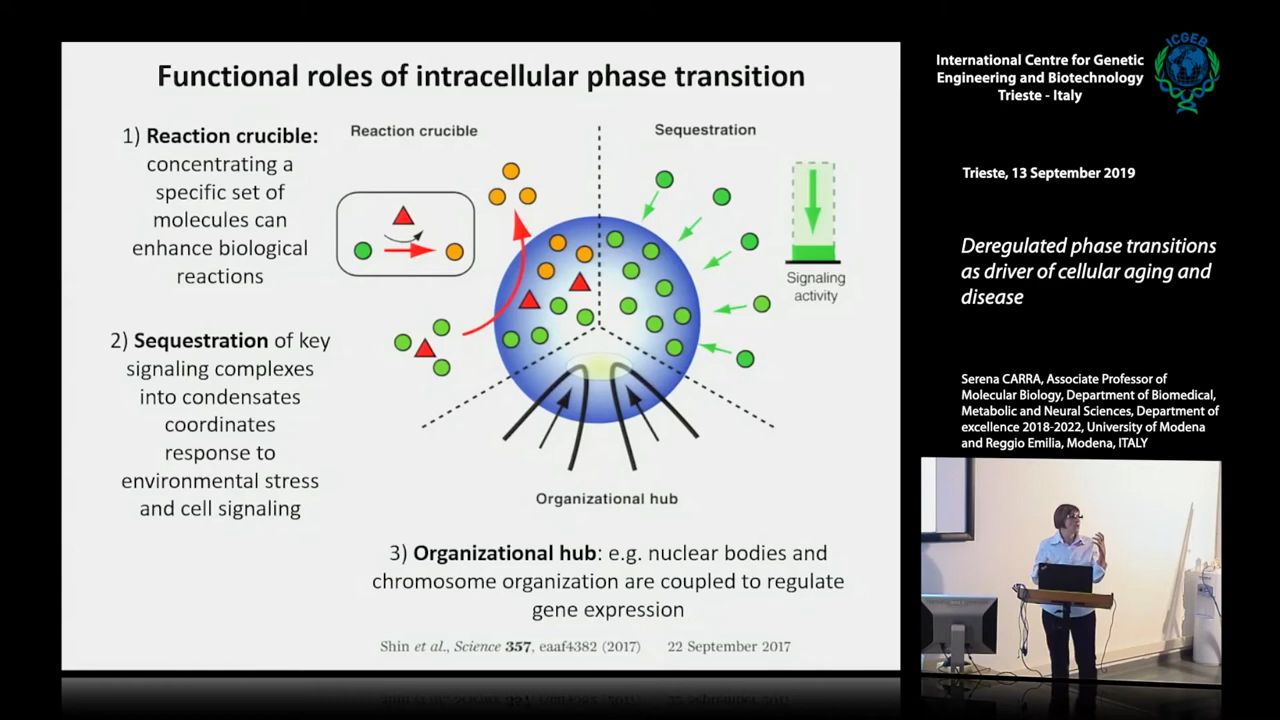 Functional roles of intracellular phase transition
1) Reaction crucible:
concentrating a
specific set of
molecules can
enhance biological
reactions
2) Sequestration of key
signaling complexes
into condensates
coordinates
response to
environmental stress
and cell signaling
Reaction crucible
Sequestration
Signaling
activity
Organizational hub
3) Organizational hub: e.g. nuclear bodies and
chromosome organization are coupled to regulate
gene expression
Shin et al., Science 357, eaaf4382 (2017) 22 September 2017
International Centre for Genetic
Engineering and Biotechnology
Trieste - Italy
ICGEB
Trieste, 13 September 2019
Deregulated phase transitions
as driver of cellular aging and
disease
Serena CARRA, Associate Professor of
Molecular Biology, Department of Biomedical,
Metabolic and Neural Sciences, Department of
excellence 2018-2022, University of Modena
and Reggio Emilia, Modena, ITALY